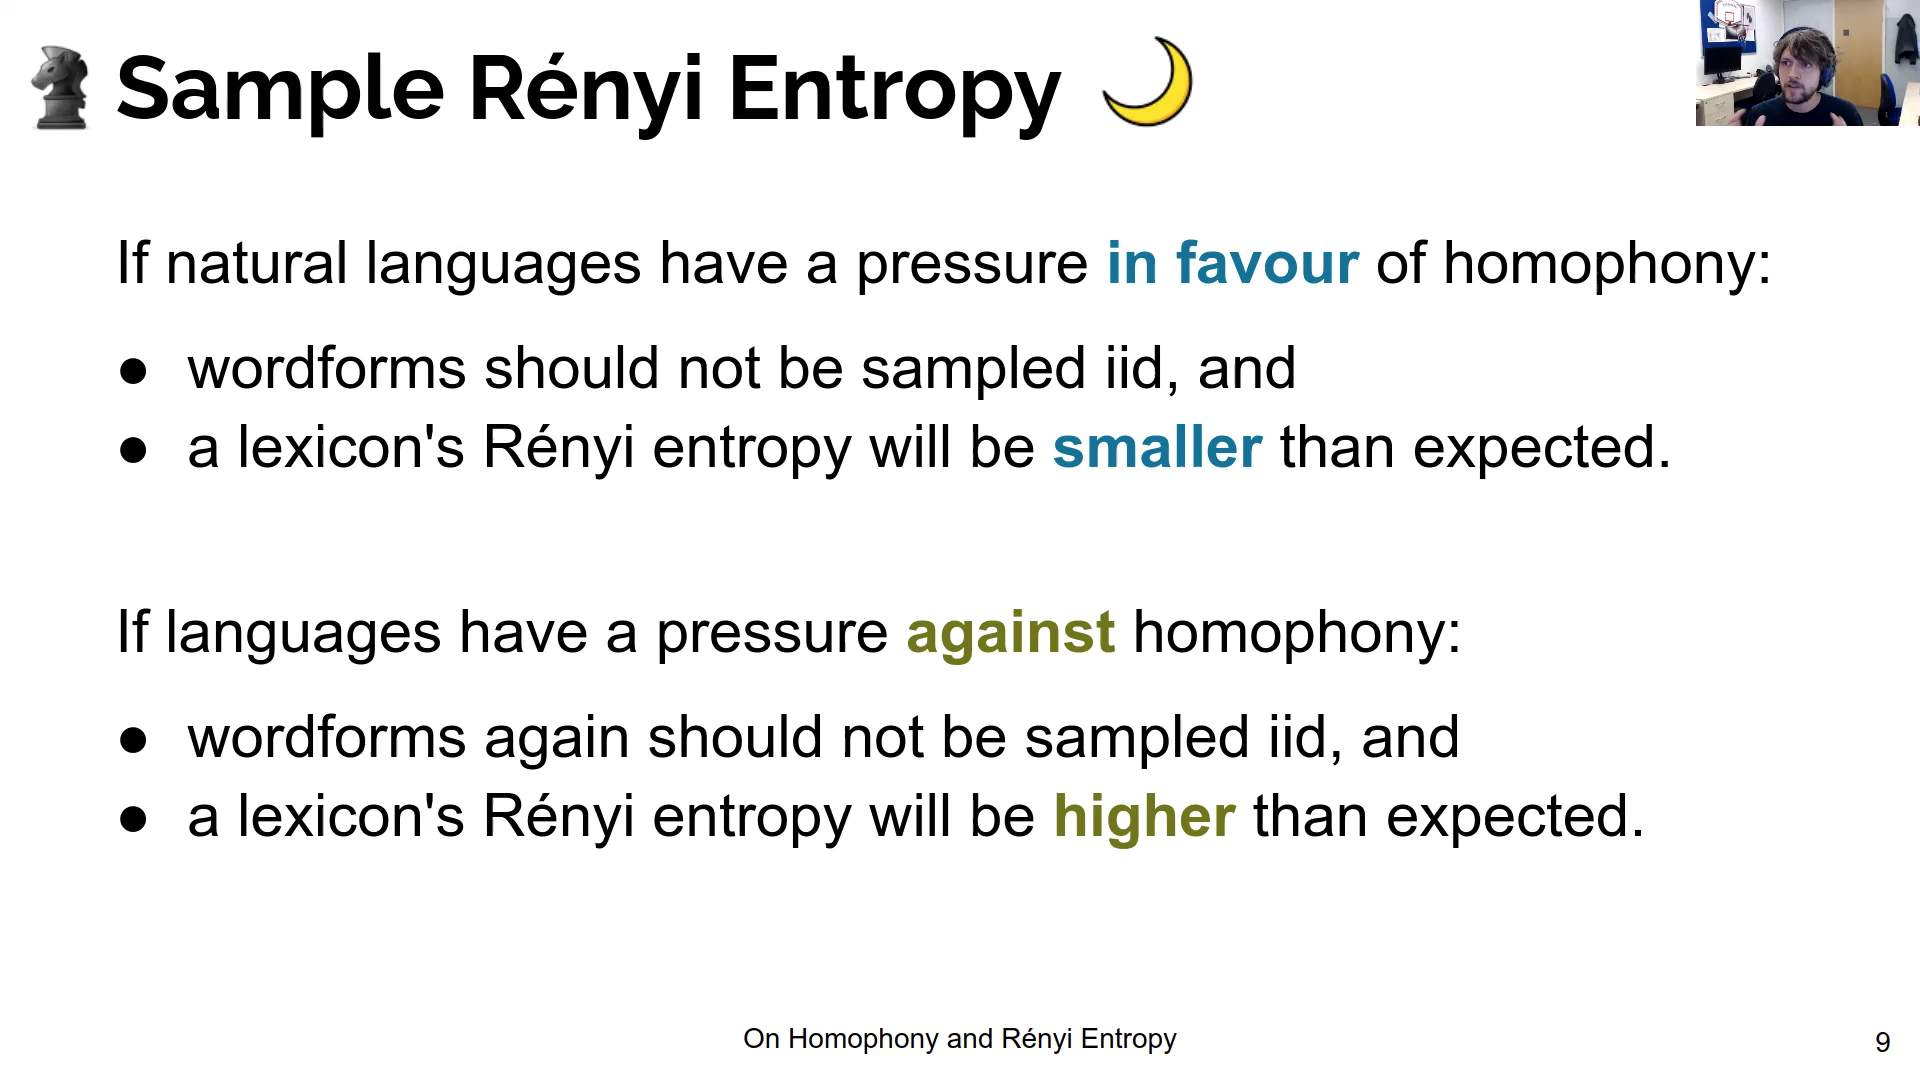 Sample Rényi Entropy
If natural languages have a pressure in favour of homophony:
● wordforms should not be sampled iid, and
● a lexicon's Rényi entropy will be smaller than expected.
If languages have a pressure against homophony:
● wordforms again should not be sampled iid, and
● a lexicon's Rényi entropy will be higher than expected.
On Homophony and Rényi Entropy
9